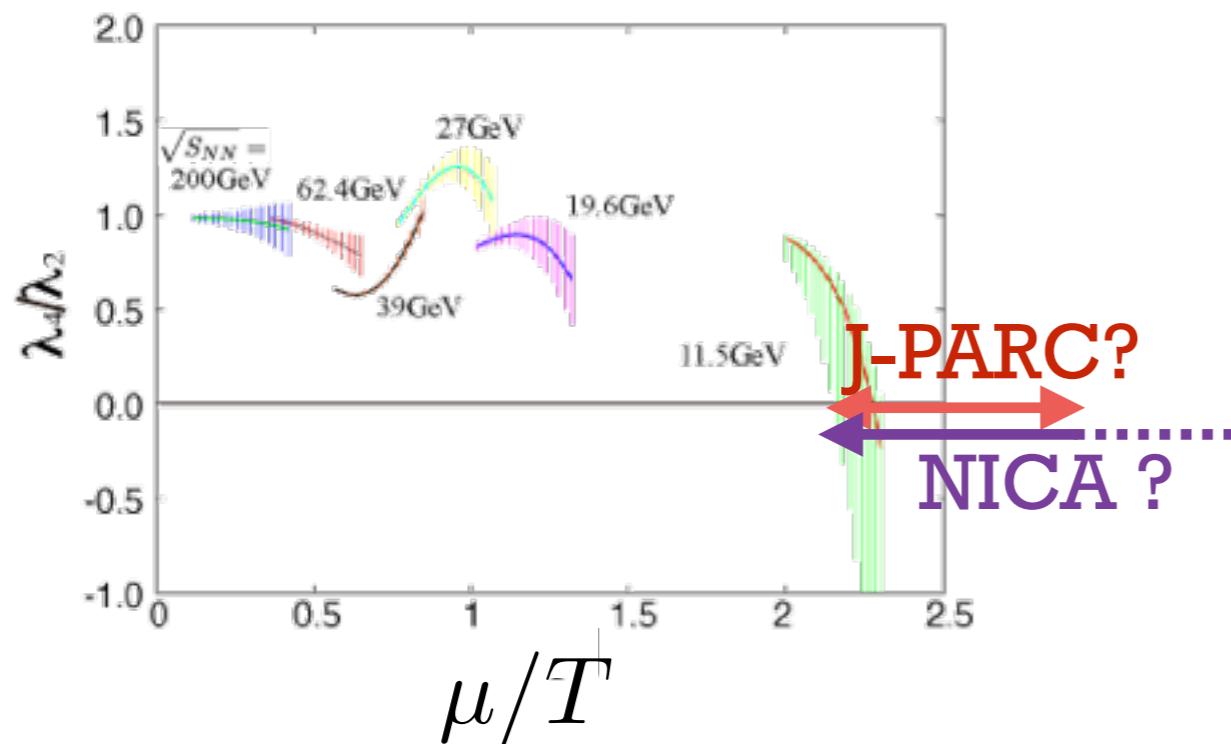 2.0
1.5
1.0
0.5
0.0
-0.5
-1.0
λ4/λ2
√S_NN =
200GeV
62.4GeV
27GeV
39GeV
19.6GeV
11.5GeV
J-PARC?
NICA ?
0 0.5 1 1.5 2 2.5
μ/T